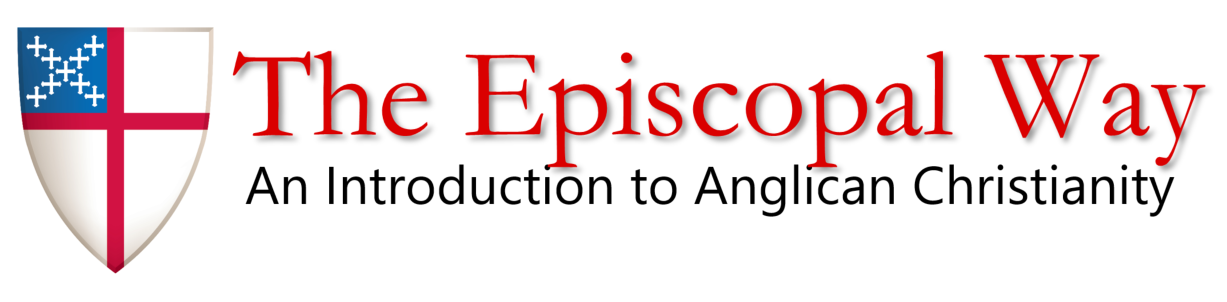 The Episcopal Way
An Introduction to Anglican Christianity